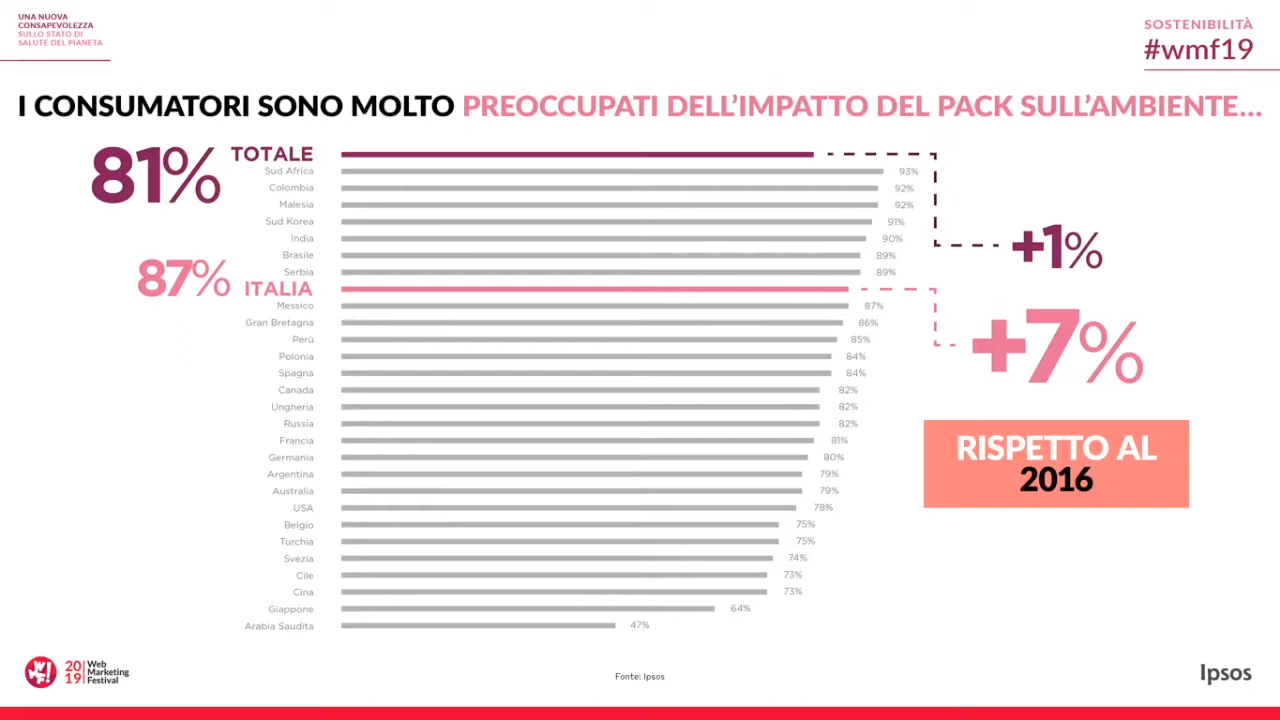 UNA NUOVA
CONSAPEVOLEZZA
SULLO STATO DI
SALUTE DEL PIANETA
SOSTENIBILITÀ
#wmf19
I CONSUMATORI SONO MOLTO PREOCCUPATI DELL'IMPATTO DEL PACK SULL'AMBIENTE...
81% TOTALE
Sud Africa 93%
Colombia 92%
Malesia 92%
Sud Korea 91%
India 90%
Brasile 89%
Serbia 89%
87% ITALIA
Messico 87%
Gran Bretagna 86%
Perù 85%
Polonia 84%
Spagna 84%
Canada 82%
Ungheria 82%
Russia 82%
Francia 81%
Germania 80%
Argentina 79%
Australia 79%
USA 78%
Belgio 75%
Turchia 75%
Svezia 74%
Cile 73%
Cina 73%
Giappone 64%
Arabia Saudita 47%
+1%
+7%
RISPETTO AL
2016
2019 Web
Marketing
Festival
Fonte: Ipsos
Ipsos